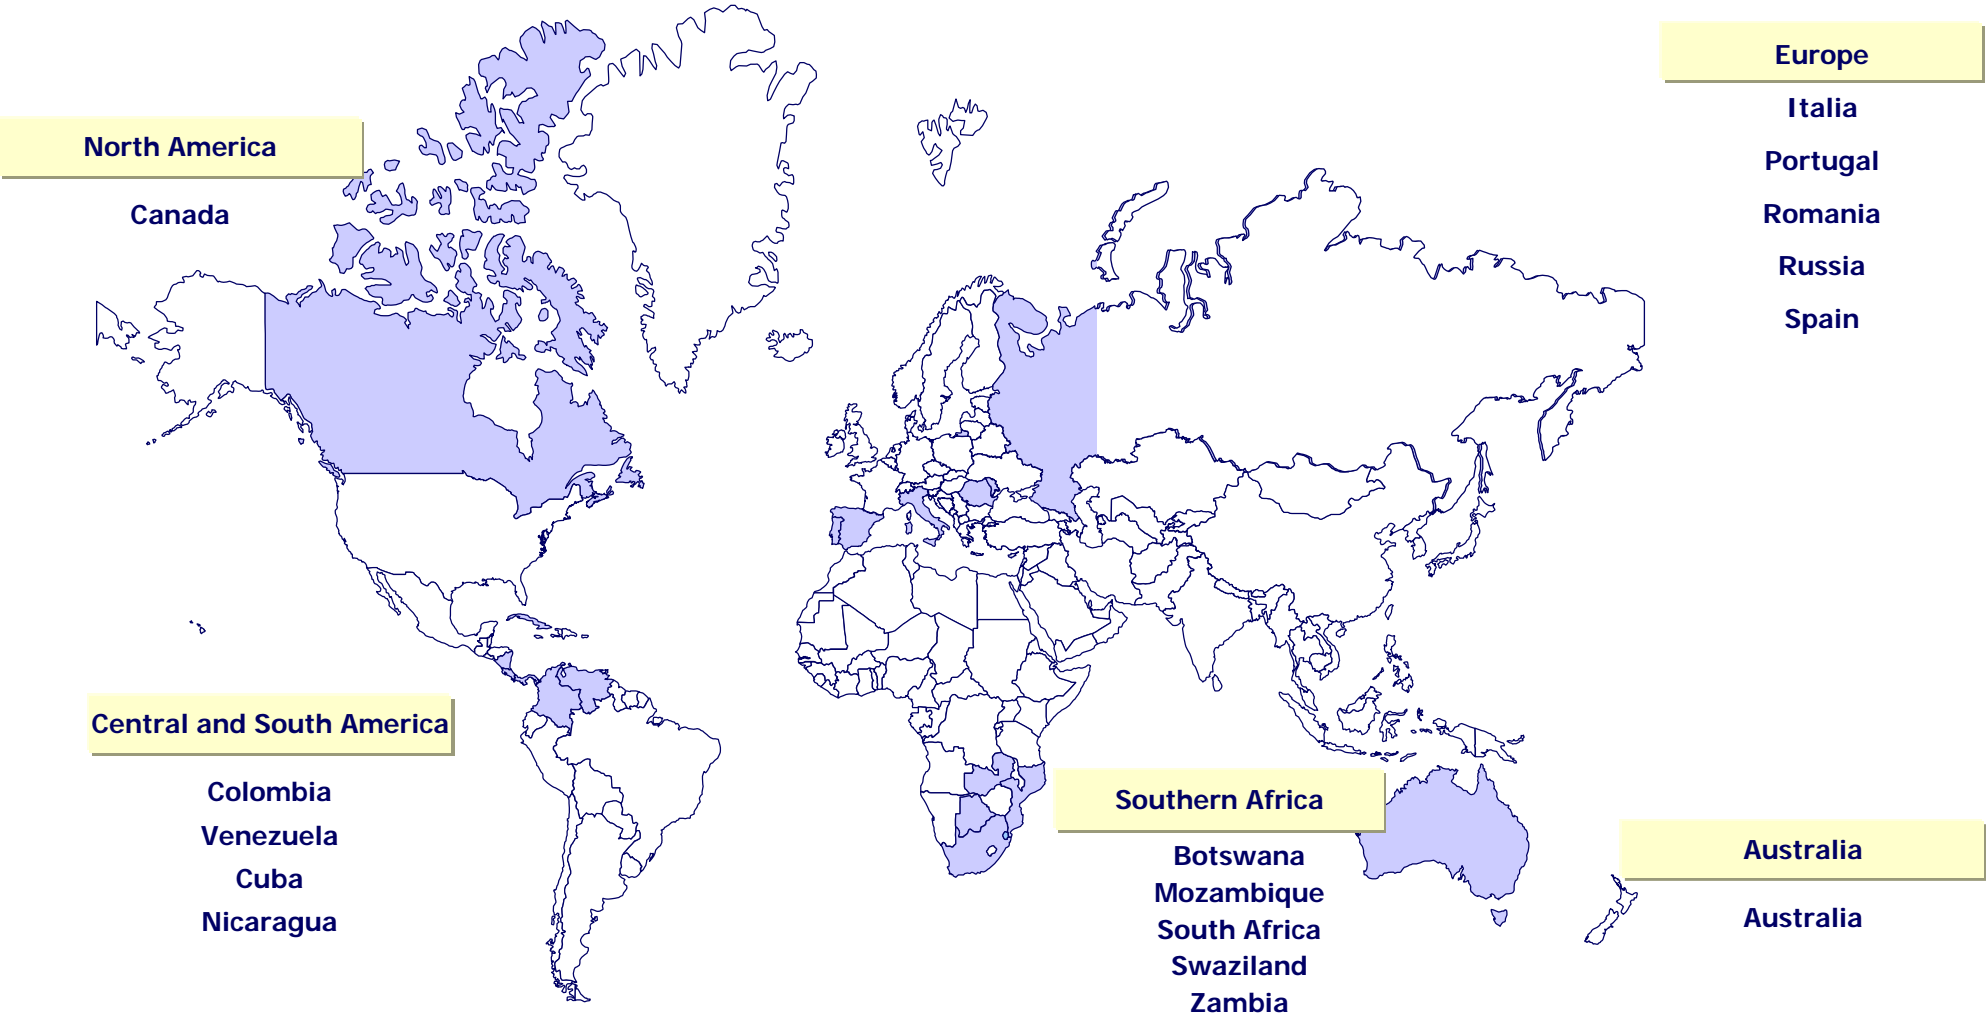 North America
Canada
Central and South America
Colombia
Venezuela
Cuba
Nicaragua
Europe
Italia
Portugal
Romania
Russia
Spain
Southern Africa
Botswana
Mozambique
South Africa
Swaziland
Zambia
Australia
Australia